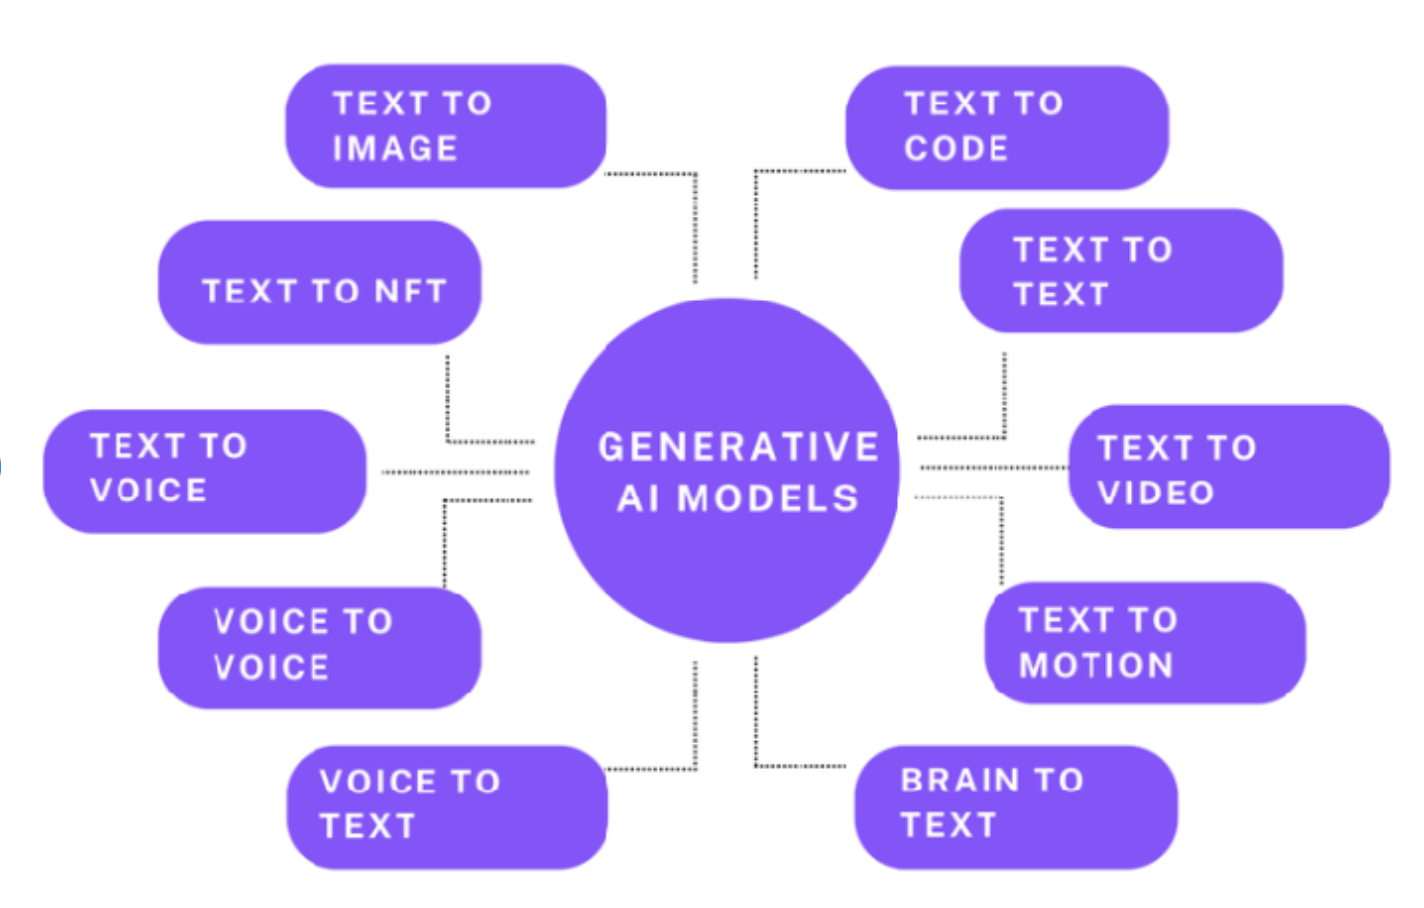 TEXT TO
IMAGE
TEXT TO
CODE
TEXT TO NFT
TEXT TO
TEXT
TEXT TO
VOICE
GENERATIVE
AI MODELS
TEXT TO
VIDEO
VOICE TO
VOICE
TEXT TO
MOTION
VOICE TO
TEXT
BRAIN TO
TEXT